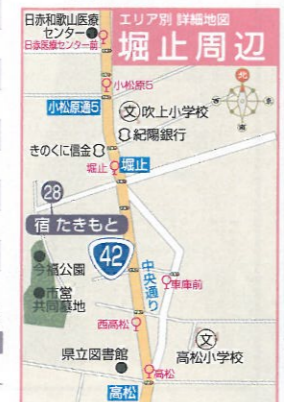 エリア別 詳細地図
堀止周辺
北
日赤和歌山医療
センター
日赤医療センター前
小松原5
小松原通5
文 吹上小学校
紀陽銀行
きのくに信金
堀止
堀止
28
宿 たきもと
42
中央通り
今福公園
車庫前
市営
共同墓地
西高松
文
高松小学校
県立図書館
高松
高松